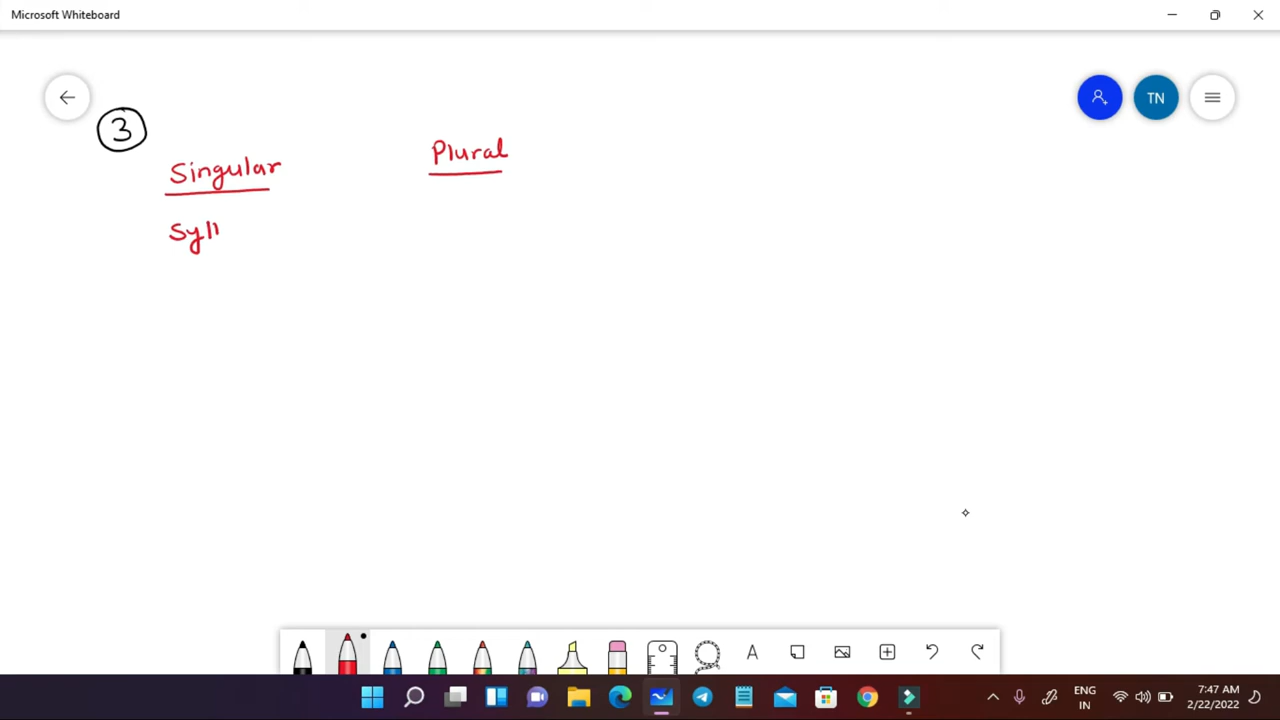 Microsoft Whiteboard
TN
3
Singular Plural
Syll
A
ENG
IN
7:47 AM
2/22/2022